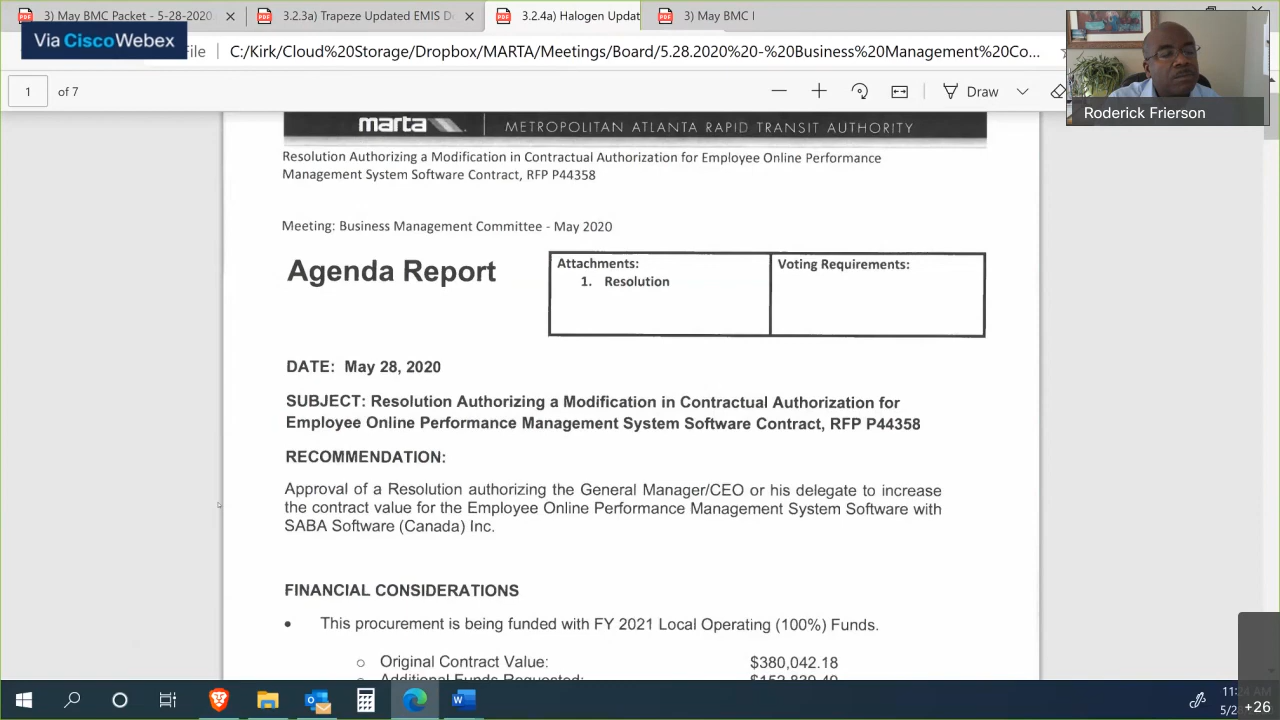 3) May BMC Packet - 5-28-2020
3.2.3a) Trapeze Updated EMIS D
3.2.4a) Halogen Updat
3) May BMC
Via CiscoWebex
File
C:/Kirk/Cloud%20Storage/Dropbox/MARTA/Meetings/Board/5.28.2020%20-%20Business%20Management%20Co...
1 of 7
Draw
Roderick Frierson
marta METROPOLITAN ATLANTA RAPID TRANSIT AUTHORITY
Resolution Authorizing a Modification in Contractual Authorization for Employee Online Performance
Management System Software Contract, RFP P44358
Meeting: Business Management Committee - May 2020
Agenda Report
Attachments:
1. Resolution
Voting Requirements:
DATE: May 28, 2020
SUBJECT: Resolution Authorizing a Modification in Contractual Authorization for
Employee Online Performance Management System Software Contract, RFP P44358
RECOMMENDATION:
Approval of a Resolution authorizing the General Manager/CEO or his delegate to increase
the contract value for the Employee Online Performance Management System Software with
SABA Software (Canada) Inc.
FINANCIAL CONSIDERATIONS
• This procurement is being funded with FY 2021 Local Operating (100%) Funds.
o Original Contract Value: $380,042.18
Additional Funds Requested:
+26